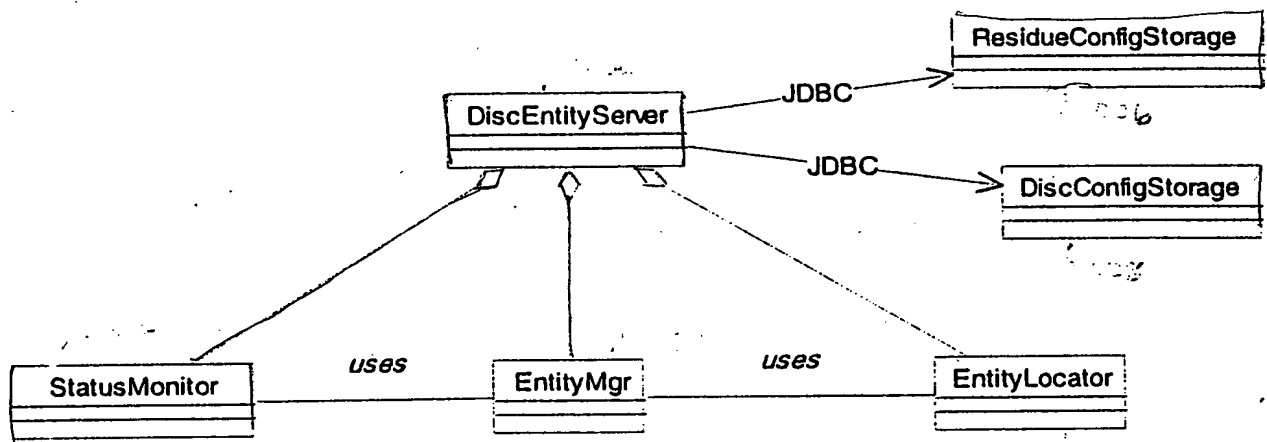 ResidueConfigStorage
JDBC
DiscEntityServer
JDBC
DiscConfigStorage
uses
uses
StatusMonitor
EntityMgr
EntityLocator